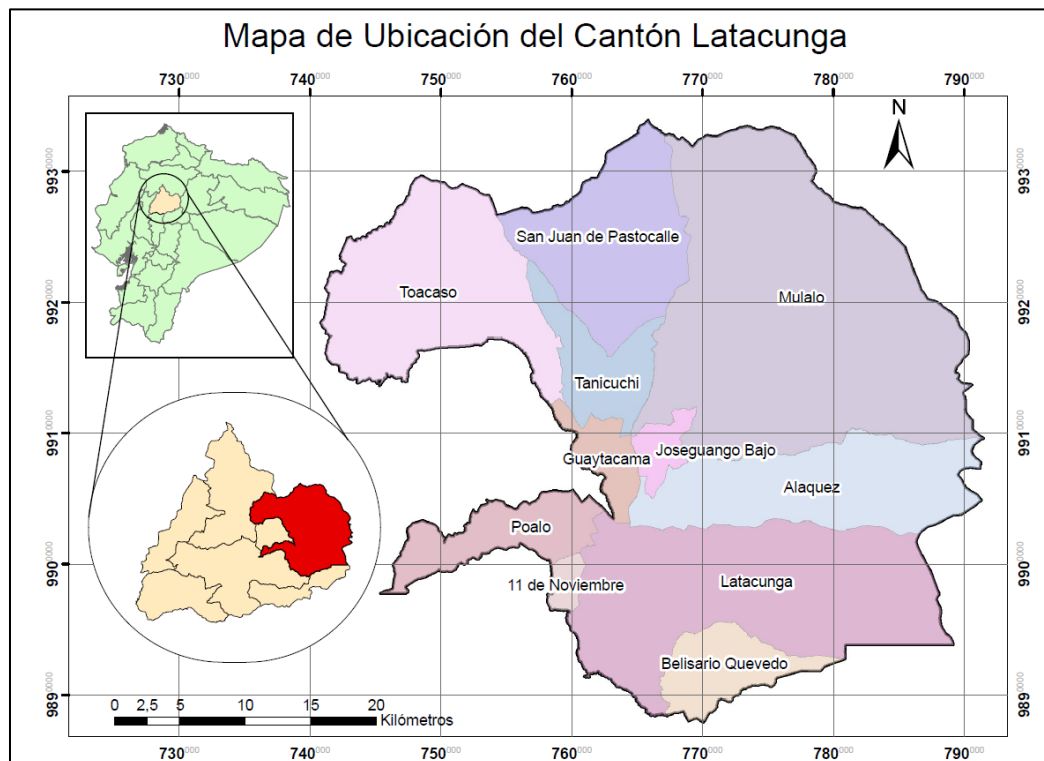 Mapa de Ubicación del Cantón Latacunga
730000 740000 750000 760000 770000 780000 790000
N
9930000 9930000
San Juan de Pastocalle
Toacaso
Mulalo
9920000 9920000
Tanicuchi
9910000 9910000
Joseguango Bajo
Guaytacama
Alaquez
Poalo
9900000 9900000
11 de Noviembre
Latacunga
Belisario Quevedo
9890000 9890000
0 2,5 5 10 15 20
Kilómetros
730000 740000 750000 760000 770000 780000 790000